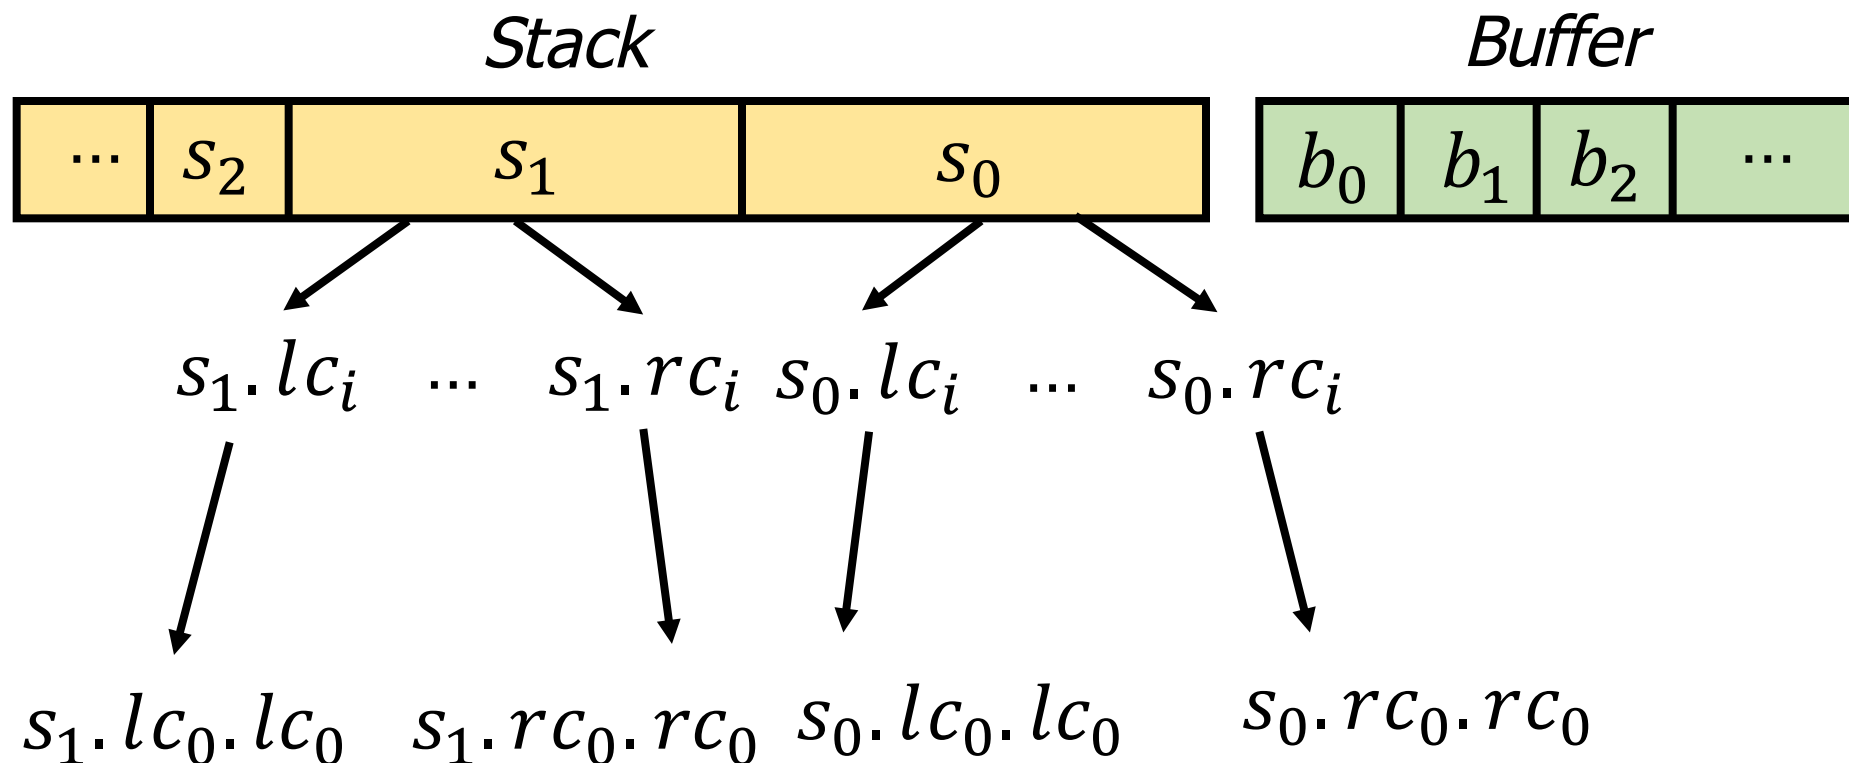 Stack Buffer
⋯ s₂ s₁ s₀ b₀ b₁ b₂ ⋯
s₁.lcᵢ ⋯ s₁.rcᵢ s₀.lcᵢ ⋯ s₀.rcᵢ
s₁.lc₀.lc₀ s₁.rc₀.rc₀ s₀.lc₀.lc₀ s₀.rc₀.rc₀